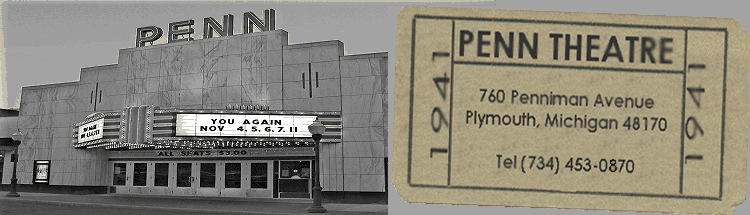 PENN
YOU AGAIN
NOV 4.5.6.7.11
ALL SEATS $3.00
1941
PENN THEATRE
760 Penniman Avenue
Plymouth, Michigan 48170
Tel (734) 453-0870
1941